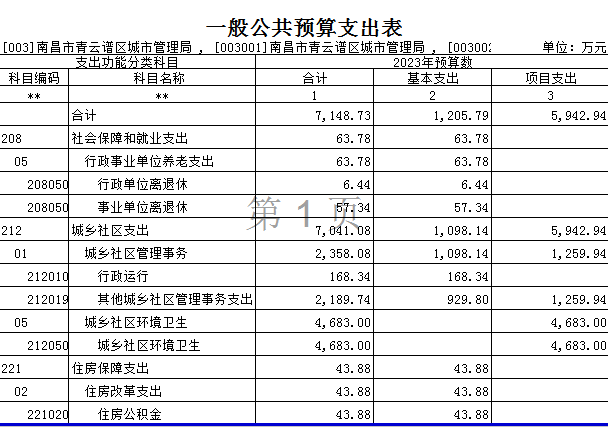 一般公共预算支出表
[003]南昌市青云谱区城市管理局 , [003001]南昌市青云谱区城市管理局 , [003002 单位：万元
支出功能分类科目 2023年预算数
科目编码 科目名称 合计 基本支出 项目支出
** ** 1 2 3
合计 7,148.73 1,205.79 5,942.94
208 社会保障和就业支出 63.78 63.78
05 行政事业单位养老支出 63.78 63.78
208050 行政单位离退休 6.44 6.44
208050 事业单位离退休 57.34 57.34
第 1 页
212 城乡社区支出 7,041.08 1,098.14 5,942.94
01 城乡社区管理事务 2,358.08 1,098.14 1,259.94
212010 行政运行 168.34 168.34
212019 其他城乡社区管理事务支出 2,189.74 929.80 1,259.94
05 城乡社区环境卫生 4,683.00 4,683.00
212050 城乡社区环境卫生 4,683.00 4,683.00
221 住房保障支出 43.88 43.88
02 住房改革支出 43.88 43.88
221020 住房公积金 43.88 43.88